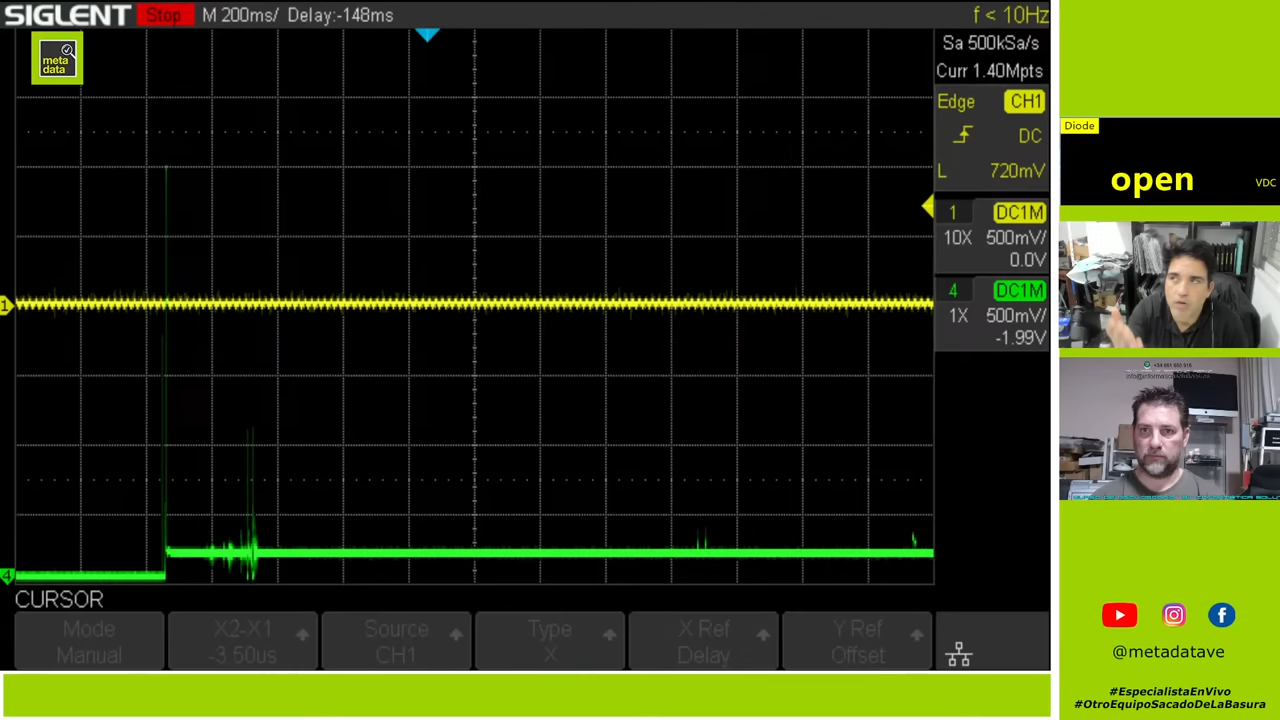 SIGLENT Stop M 200ms/ Delay:-148ms f < 10Hz
meta
data
Sa 500kSa/s
Curr 1.40Mpts
Edge CH1
DC
L 720mV
1 DC1M
10X 500mV/
0.0V
4 DC1M
1X 500mV/
-1.99V
1
4
CURSOR
Mode
Manual
X2-X1
-3.50us
Source
CH1
Type
X
X Ref
Delay
Y Ref
Offset
Diode
open
VDC
@metadatave
#EspecialistaEnVivo
#OtroEquipoSacadoDeLaBasura